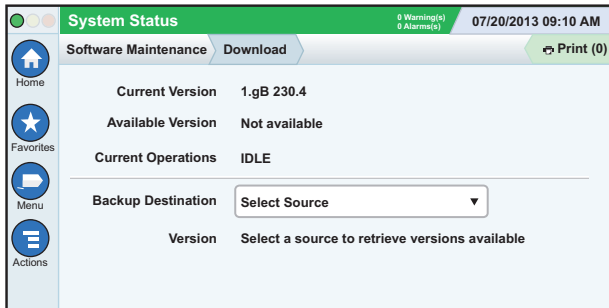 System Status
0 Warning(s)
0 Alarms(s)
07/20/2013 09:10 AM
Software Maintenance
Download
Print (0)
Home
Favorites
Menu
Actions
Current Version 1.gB 230.4
Available Version Not available
Current Operations IDLE
Backup Destination Select Source
Version Select a source to retrieve versions available